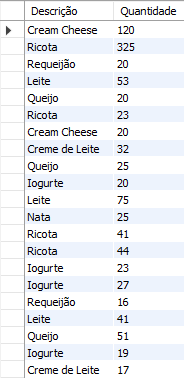 Descrição Quantidade
Cream Cheese 120
Ricota 325
Requeijão 20
Leite 53
Queijo 20
Ricota 23
Cream Cheese 20
Creme de Leite 32
Queijo 25
Iogurte 20
Leite 75
Nata 25
Ricota 41
Ricota 44
Iogurte 23
Iogurte 27
Requeijão 16
Leite 41
Queijo 51
Iogurte 19
Creme de Leite 17